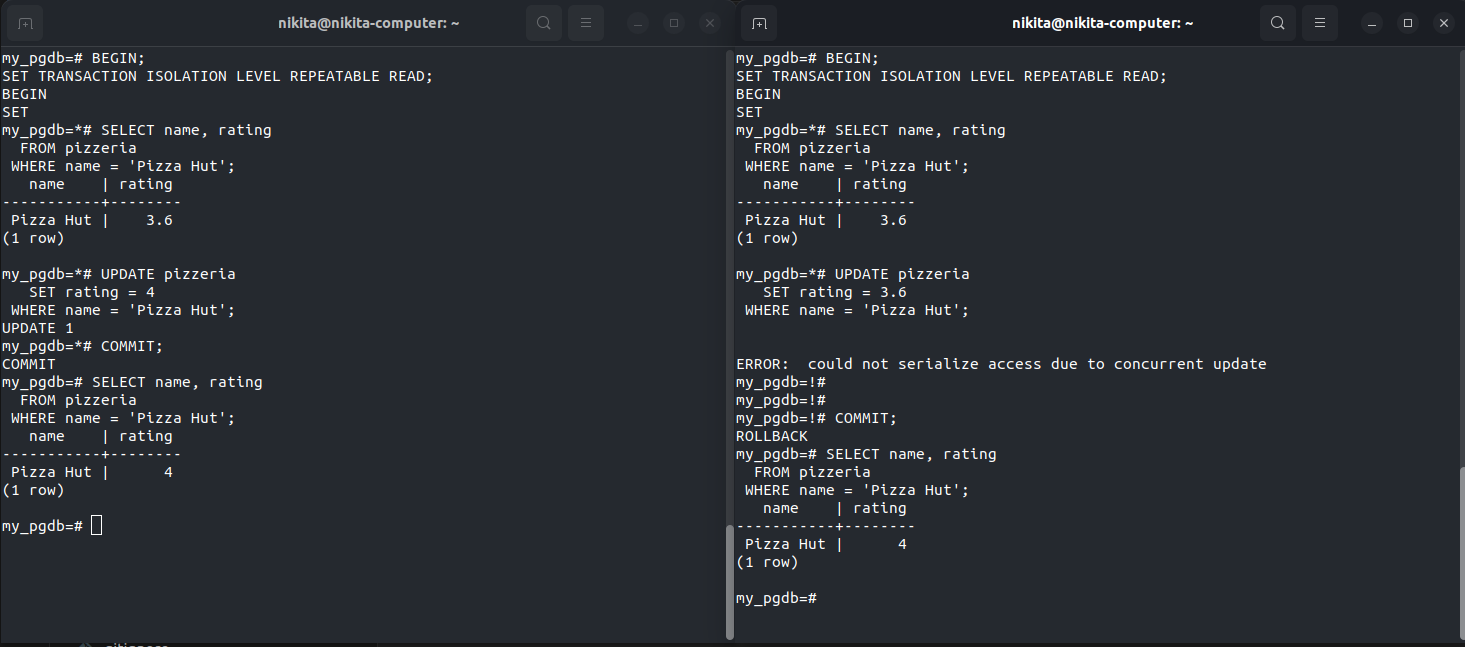 nikita@nikita-computer: ~
my_pgdb=# BEGIN;
SET TRANSACTION ISOLATION LEVEL REPEATABLE READ;
BEGIN
SET
my_pgdb=*# SELECT name, rating
  FROM pizzeria
 WHERE name = 'Pizza Hut';
   name    | rating
-----------+--------
 Pizza Hut |    3.6
(1 row)

my_pgdb=*# UPDATE pizzeria
   SET rating = 4
 WHERE name = 'Pizza Hut';
UPDATE 1
my_pgdb=*# COMMIT;
COMMIT
my_pgdb=# SELECT name, rating
  FROM pizzeria
 WHERE name = 'Pizza Hut';
   name    | rating
-----------+--------
 Pizza Hut |      4
(1 row)

my_pgdb=#
nikita@nikita-computer: ~
my_pgdb=# BEGIN;
SET TRANSACTION ISOLATION LEVEL REPEATABLE READ;
BEGIN
SET
my_pgdb=*# SELECT name, rating
  FROM pizzeria
 WHERE name = 'Pizza Hut';
   name    | rating
-----------+--------
 Pizza Hut |    3.6
(1 row)

my_pgdb=*# UPDATE pizzeria
   SET rating = 3.6
 WHERE name = 'Pizza Hut';


ERROR:  could not serialize access due to concurrent update
my_pgdb=!#
my_pgdb=!#
my_pgdb=!# COMMIT;
ROLLBACK
my_pgdb=# SELECT name, rating
  FROM pizzeria
 WHERE name = 'Pizza Hut';
   name    | rating
-----------+--------
 Pizza Hut |      4
(1 row)

my_pgdb=#